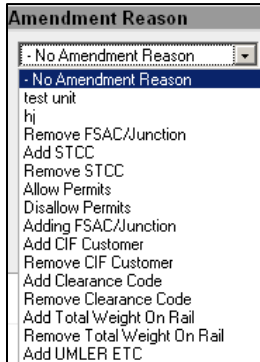 Amendment Reason
- No Amendment Reason
- No Amendment Reason
test unit
hj
Remove FSAC/Junction
Add STCC
Remove STCC
Allow Permits
Disallow Permits
Adding FSAC/Junction
Add CIF Customer
Remove CIF Customer
Add Clearance Code
Remove Clearance Code
Add Total Weight On Rail
Remove Total Weight On Rail
Add UMLER ETC